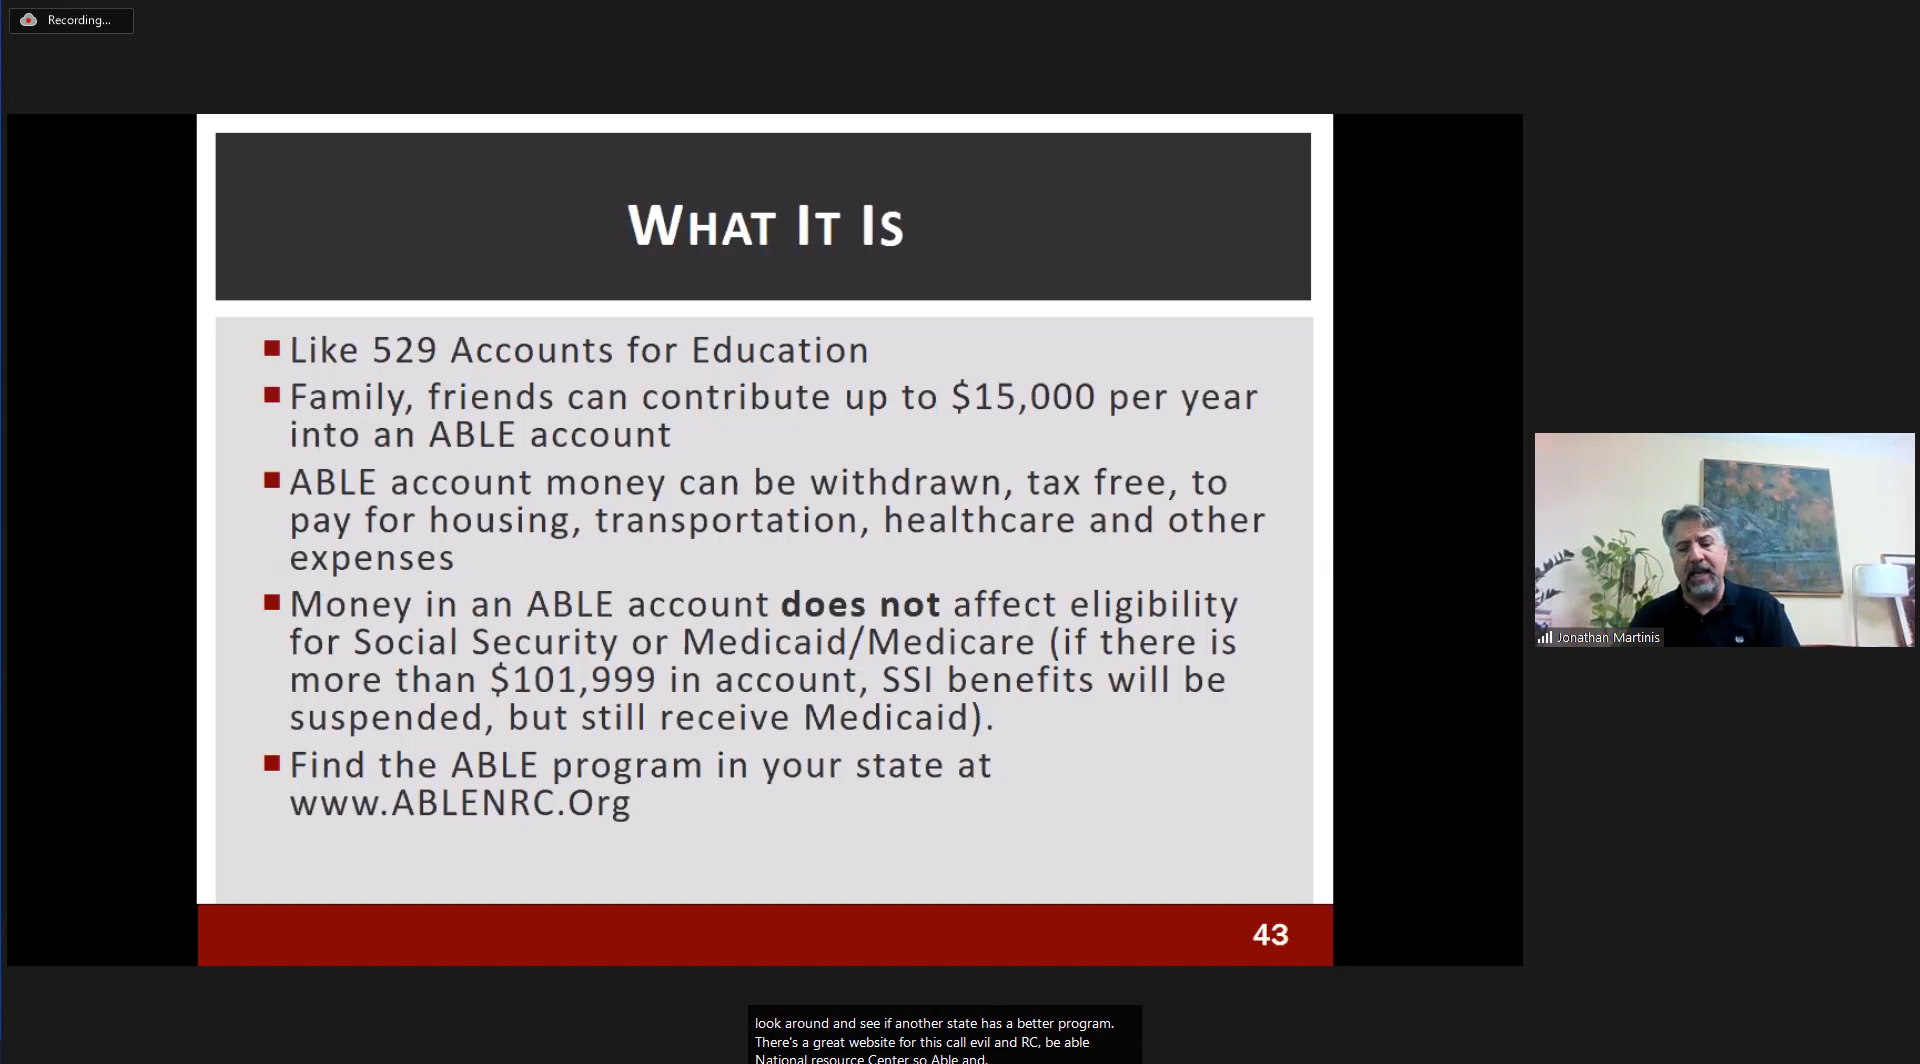 Recording...
WHAT IT IS
Like 529 Accounts for Education
Family, friends can contribute up to $15,000 per year
into an ABLE account
ABLE account money can be withdrawn, tax free, to
pay for housing, transportation, healthcare and other
expenses
Money in an ABLE account does not affect eligibility
for Social Security or Medicaid/Medicare (if there is
more than $101,999 in account, SSI benefits will be
suspended, but still receive Medicaid).
Find the ABLE program in your state at
www.ABLENRC.Org
43
Jonathan Martinis
look around and see if another state has a better program.
There's a great website for this call evil and RC, be able
National resource Center so Able and.